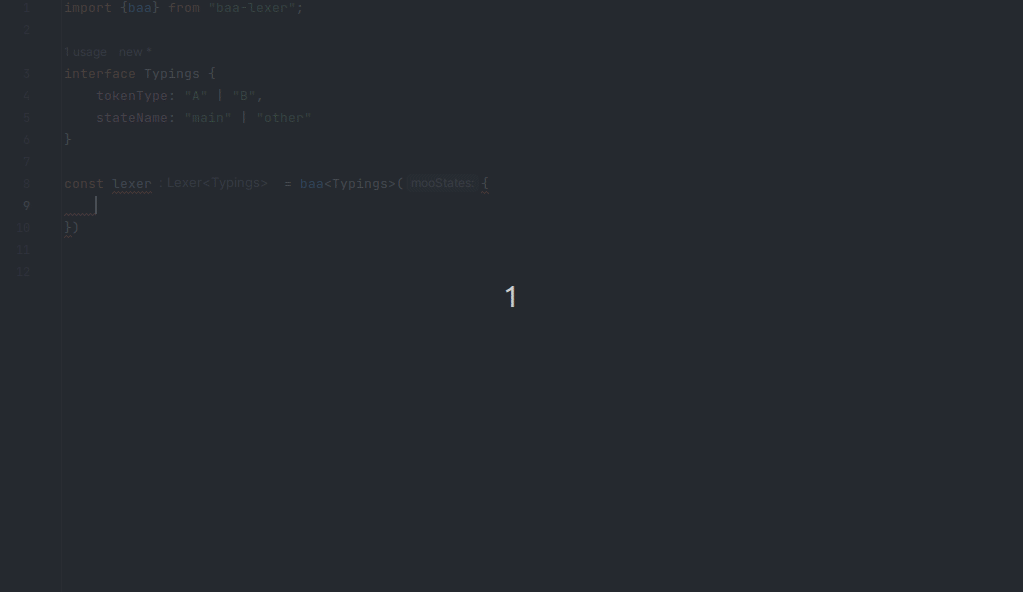 1 import {baa} from "baa-lexer";
2
1 usage new *
3 interface Typings {
4 tokenType: "A" | "B",
5 stateName: "main" | "other"
6 }
7
8 const lexer : Lexer<Typings> = baa<Typings>( mooStates: {
9
10 })
11
12
1